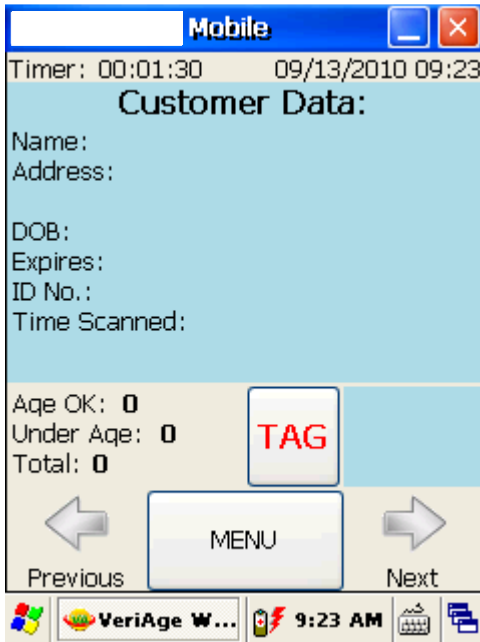 Mobile
Timer: 00:01:30 09/13/2010 09:23
Customer Data:
Name:
Address:
DOB:
Expires:
ID No.:
Time Scanned:
Age OK: 0
Under Age: 0
Total: 0
TAG
MENU
Previous Next
VeriAge W... 9:23 AM